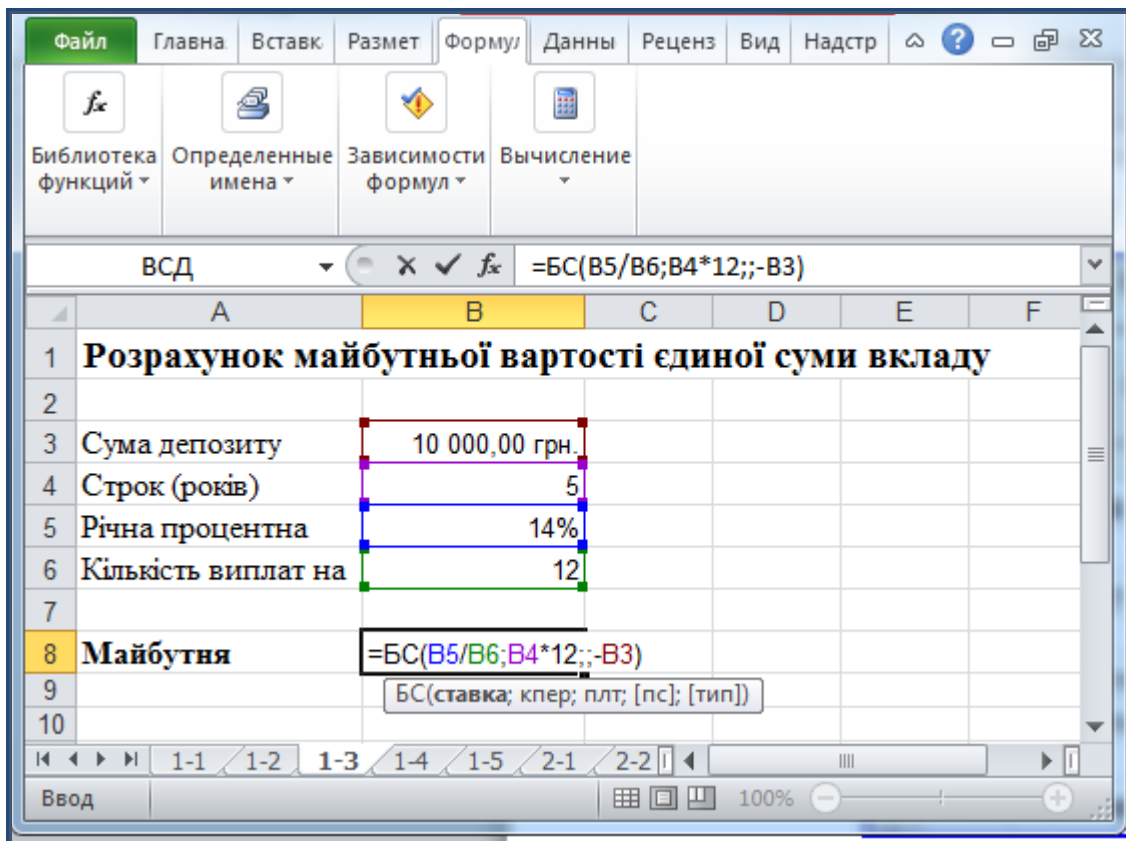 Файл Главна Вставк Размет Формул Данны Реценз Вид Надстр
Библиотека функций Определенные имена Зависимости формул Вычисление
ВСД fx =БС(B5/B6;B4*12;;-B3)
A B C D E F
1 Розрахунок майбутньої вартості єдиної суми вкладу
2
3 Сума депозиту 10 000,00 грн.
4 Строк (років) 5
5 Річна процентна 14%
6 Кількість виплат на 12
7
8 Майбутня =БС(B5/B6;B4*12;;-B3)
9 БС(ставка; кпер; плт; [пс]; [тип])
10
1-1 1-2 1-3 1-4 1-5 2-1 2-2
Ввод 100%